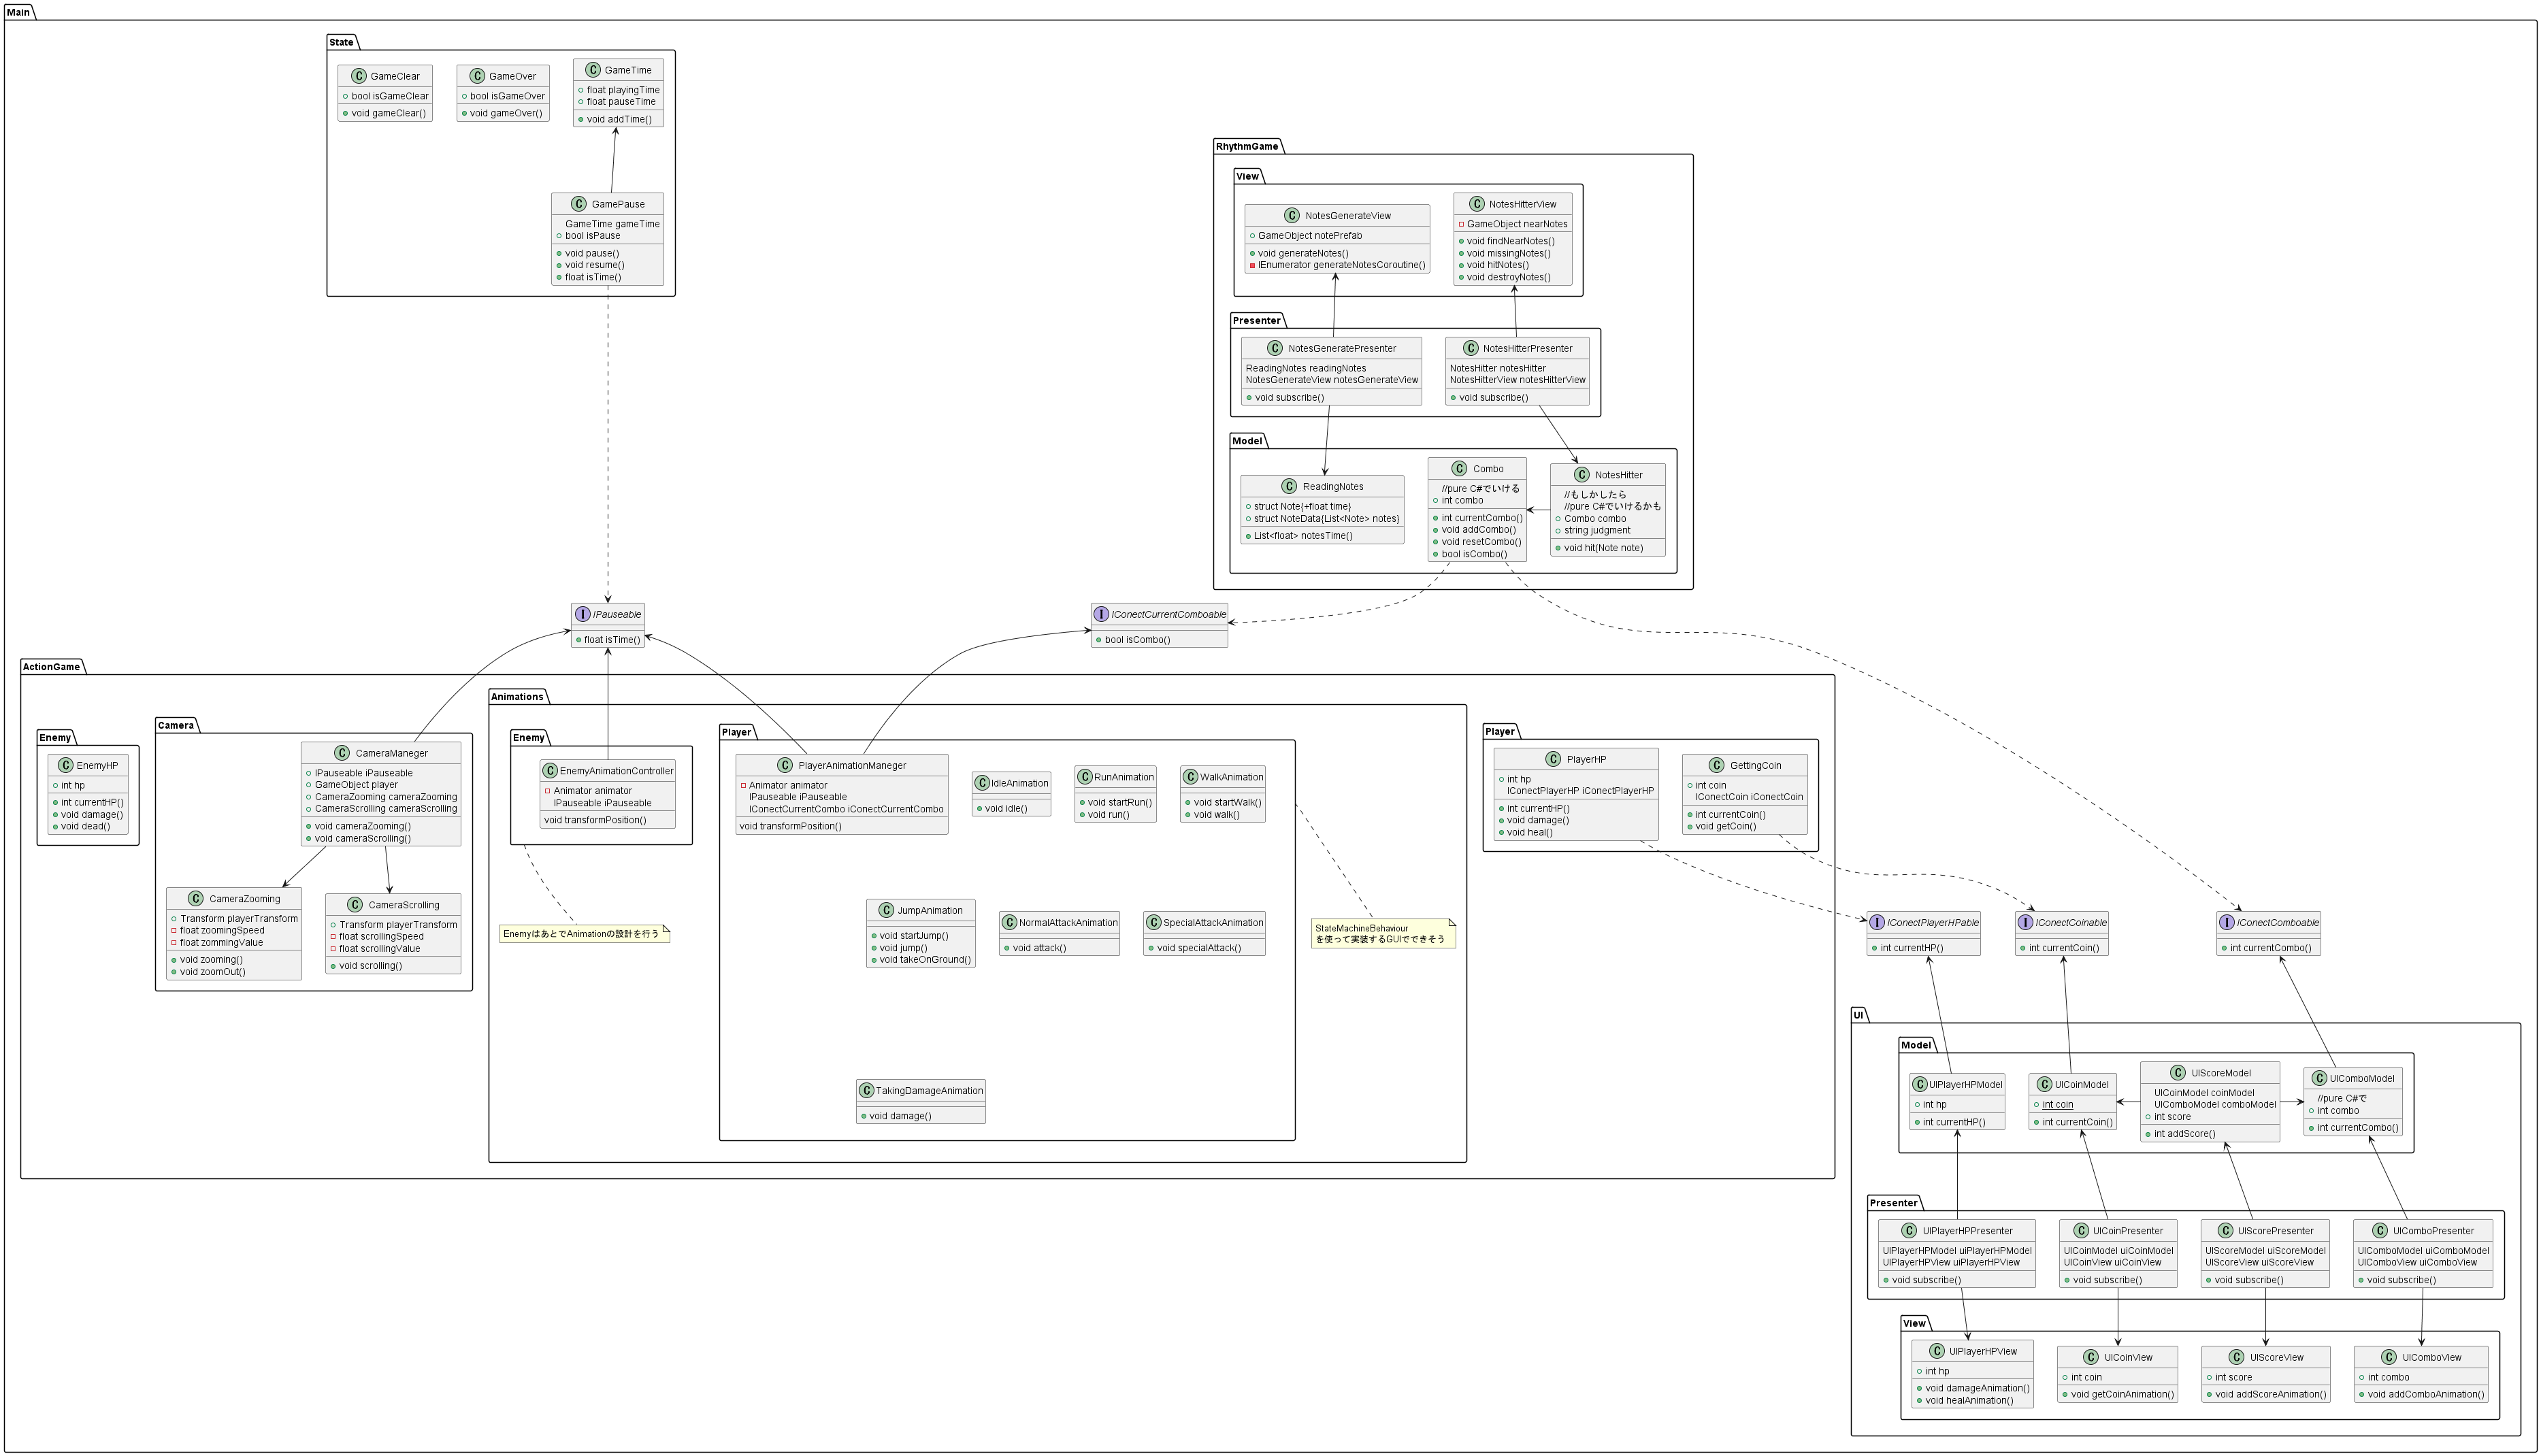 Main
State
GameClear
bool isGameClear
void gameClear()
GameOver
bool isGameOver
void gameOver()
GameTime
float playingTime
float pauseTime
void addTime()
GamePause
GameTime gameTime
bool isPause
void pause()
void resume()
float isTime()
RhythmGame
View
NotesGenerateView
GameObject notePrefab
void generateNotes()
IEnumerator generateNotesCoroutine()
NotesHitterView
GameObject nearNotes
void findNearNotes()
void missingNotes()
void hitNotes()
void destroyNotes()
Presenter
NotesGeneratePresenter
ReadingNotes readingNotes
NotesGenerateView notesGenerateView
void subscribe()
NotesHitterPresenter
NotesHitter notesHitter
NotesHitterView notesHitterView
void subscribe()
Model
ReadingNotes
struct Note{+float time}
struct NoteData{List<Note> notes}
List<float> notesTime()
Combo
//pure C#でいける
int combo
int currentCombo()
void addCombo()
void resetCombo()
bool isCombo()
NotesHitter
//もしかしたら
//pure C#でいけるかも
Combo combo
string judgment
void hit(Note note)
IPauseable
float isTime()
IConectCurrentComboable
bool isCombo()
ActionGame
Enemy
EnemyHP
int hp
int currentHP()
void damage()
void dead()
Camera
CameraManeger
IPauseable iPauseable
GameObject player
CameraZooming cameraZooming
CameraScrolling cameraScrolling
void cameraZooming()
void cameraScrolling()
CameraZooming
Transform playerTransform
float zoomingSpeed
float zommingValue
void zooming()
void zoomOut()
CameraScrolling
Transform playerTransform
float scrollingSpeed
float scrollingValue
void scrolling()
Animations
Enemy
EnemyAnimationController
Animator animator
IPauseable iPauseable
void transformPosition()
EnemyはあとでAnimationの設計を行う
Player
PlayerAnimationManeger
Animator animator
IPauseable iPauseable
IConectCurrentCombo iConectCurrentCombo
void transformPosition()
IdleAnimation
void idle()
RunAnimation
void startRun()
void run()
WalkAnimation
void startWalk()
void walk()
JumpAnimation
void startJump()
void jump()
void takeOnGround()
NormalAttackAnimation
void attack()
SpecialAttackAnimation
void specialAttack()
TakingDamageAnimation
void damage()
StateMachineBehaviour
を使って実装するGUIでできそう
Player
PlayerHP
int hp
IConectPlayerHP iConectPlayerHP
int currentHP()
void damage()
void heal()
GettingCoin
int coin
IConectCoin iConectCoin
int currentCoin()
void getCoin()
IConectPlayerHPable
int currentHP()
IConectCoinable
int currentCoin()
IConectComboable
int currentCombo()
UI
Model
UIPlayerHPModel
int hp
int currentHP()
UICoinModel
int coin
int currentCoin()
UIScoreModel
UICoinModel coinModel
UIComboModel comboModel
int score
int addScore()
UIComboModel
//pure C#で
int combo
int currentCombo()
Presenter
UIPlayerHPPresenter
UIPlayerHPModel uiPlayerHPModel
UIPlayerHPView uiPlayerHPView
void subscribe()
UICoinPresenter
UICoinModel uiCoinModel
UICoinView uiCoinView
void subscribe()
UIScorePresenter
UIScoreModel uiScoreModel
UIScoreView uiScoreView
void subscribe()
UIComboPresenter
UIComboModel uiComboModel
UIComboView uiComboView
void subscribe()
View
UIPlayerHPView
int hp
void damageAnimation()
void healAnimation()
UICoinView
int coin
void getCoinAnimation()
UIScoreView
int score
void addScoreAnimation()
UIComboView
int combo
void addComboAnimation()